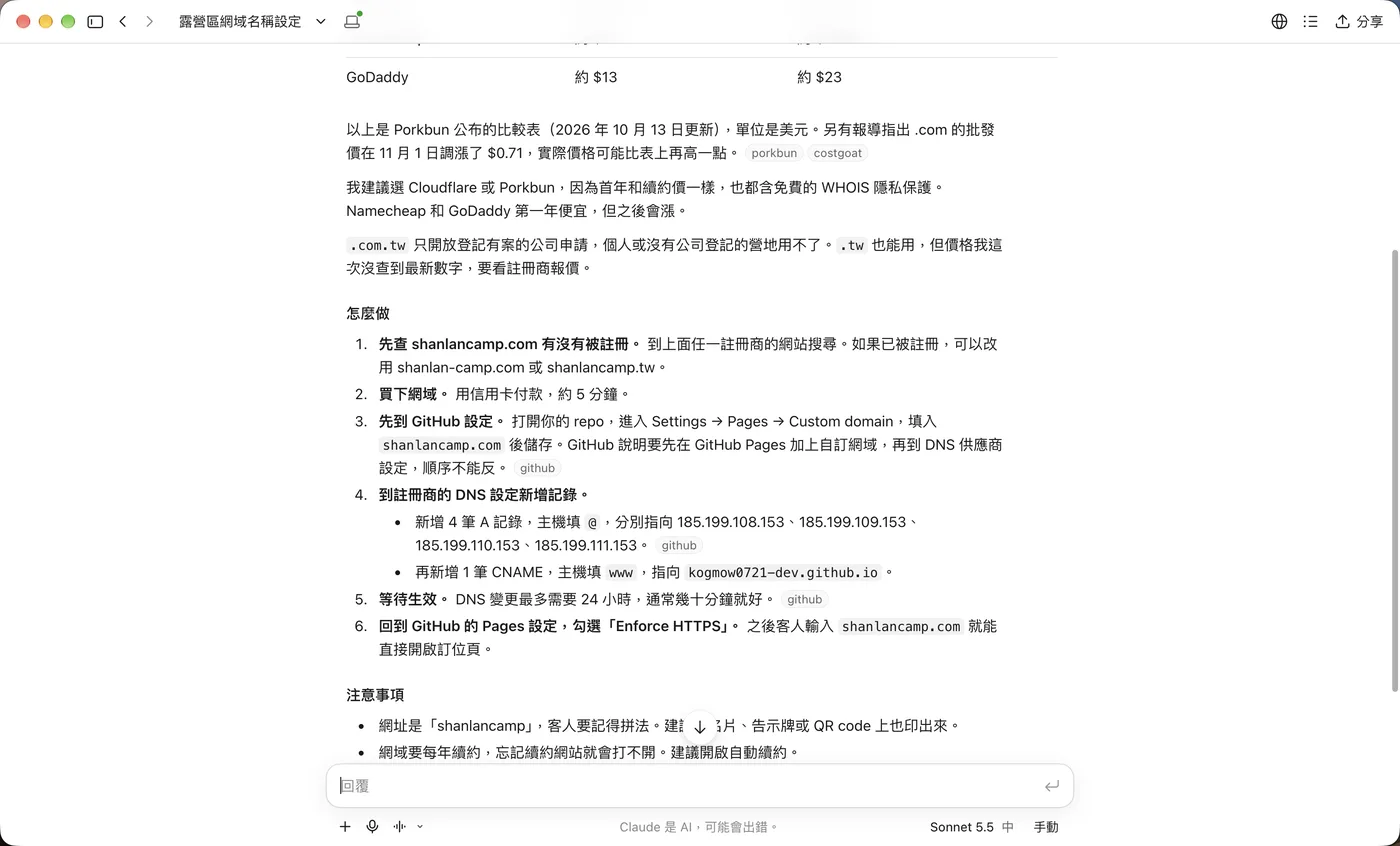 露營區網域名稱設定
分享
GoDaddy 約 $13 約 $23
以上是 Porkbun 公布的比較表（2026 年 10 月 13 日更新），單位是美元。另有報導指出 .com 的批發
價在 11 月 1 日調漲了 $0.71，實際價格可能比表上再高一點。 porkbun costgoat
我建議選 Cloudflare 或 Porkbun，因為首年和續約價一樣，也都含免費的 WHOIS 隱私保護。
Namecheap 和 GoDaddy 第一年便宜，但之後會漲。
.com.tw 只開放登記有案的公司申請，個人或沒有公司登記的營地用不了。 .tw 也能用，但價格我這
次沒查到最新數字，要看註冊商報價。
怎麼做
1. 先查 shanlancamp.com 有沒有被註冊。 到上面任一註冊商的網站搜尋。如果已被註冊，可以改
用 shanlan-camp.com 或 shanlancamp.tw。
2. 買下網域。 用信用卡付款，約 5 分鐘。
3. 先到 GitHub 設定。 打開你的 repo，進入 Settings → Pages → Custom domain，填入
shanlancamp.com 後儲存。GitHub 說明要先在 GitHub Pages 加上自訂網域，再到 DNS 供應商
設定，順序不能反。 github
4. 到註冊商的 DNS 設定新增記錄。
• 新增 4 筆 A 記錄，主機填 @ ，分別指向 185.199.108.153、185.199.109.153、
185.199.110.153、185.199.111.153。 github
• 再新增 1 筆 CNAME，主機填 www ，指向 kogmow0721-dev.github.io 。
5. 等待生效。 DNS 變更最多需要 24 小時，通常幾十分鐘就好。 github
6. 回到 GitHub 的 Pages 設定，勾選「Enforce HTTPS」。 之後客人輸入 shanlancamp.com 就能
直接開啟訂位頁。
注意事項
• 網址是「shanlancamp」，客人要記得拼法。建 片、告示牌或 QR code 上也印出來。
• 網域要每年續約，忘記續約網站就會打不開。建議開啟自動續約。
回覆
Claude 是 AI，可能會出錯。
Sonnet 5.5 中 手動